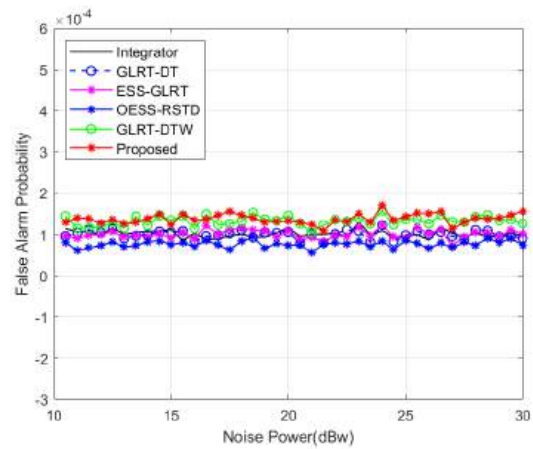 ×10-4
6
5
4
3
2
1
0
-1
-2
-3
10
15
20
25
30
False Alarm Probability
Noise Power(dBw)
Integrator
GLRT-DT
ESS-GLRT
OESS-RSTD
GLRT-DTW
Proposed